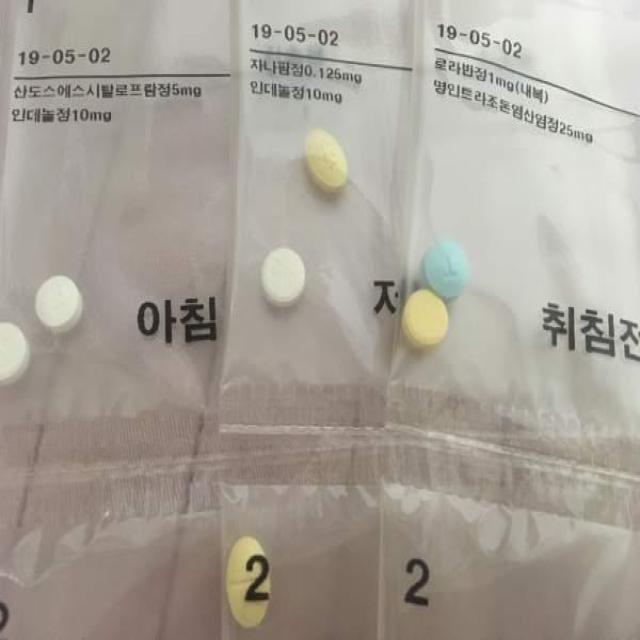 19-05-02
산도스에스시탈로프람정5mg
인데놀정10mg
아침
19-05-02
자나팜정0.125mg
인데놀정10mg
저
19-05-02
로라반정1mg(내복)
명인트라조돈염산염정25mg
취침전
2
2